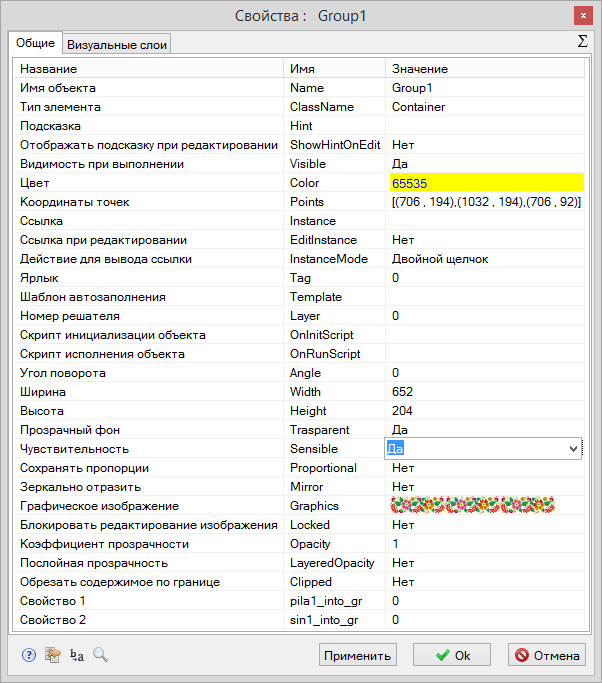 Свойства : Group1
x
Общие Визуальные слои Σ
Название Имя Значение
Имя объекта Name Group1
Тип элемента ClassName Container
Подсказка Hint
Отображать подсказку при редактировании ShowHintOnEdit Нет
Видимость при выполнении Visible Да
Цвет Color 65535
Координаты точек Points [(706 , 194),(1032 , 194),(706 , 92)]
Ссылка Instance
Ссылка при редактировании EditInstance Нет
Действие для вывода ссылки InstanceMode Двойной щелчок
Ярлык Tag 0
Шаблон автозаполнения Template
Номер решателя Layer 0
Скрипт инициализации объекта OnInitScript
Скрипт исполнения объекта OnRunScript
Угол поворота Angle 0
Ширина Width 652
Высота Height 204
Прозрачный фон Trasparent Да
Чувствительность Sensible Да
Сохранять пропорции Proportional Нет
Зеркально отразить Mirror Нет
Графическое изображение Graphics
Блокировать редактирование изображения Locked Нет
Коэффициент прозрачности Opacity 1
Послойная прозрачность LayeredOpacity Нет
Обрезать содержимое по границе Clipped Нет
Свойство 1 pila1_into_gr 0
Свойство 2 sin1_into_gr 0
? b a Применить Ok Отмена